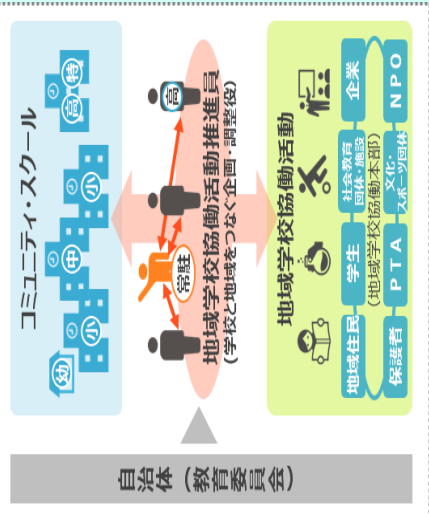 コミュニティ・スクール
幼
小
中
小
高
特
高
常駐
地域学校協働活動推進員
(学校と地域をつなぐ企画・調整役)
地域学校協働活動
地域住民
学生
社会教育
団体・施設
企業
(地域学校協働本部)
保護者
PTA
文化・
スポーツ団体
NPO
自治体(教育委員会)